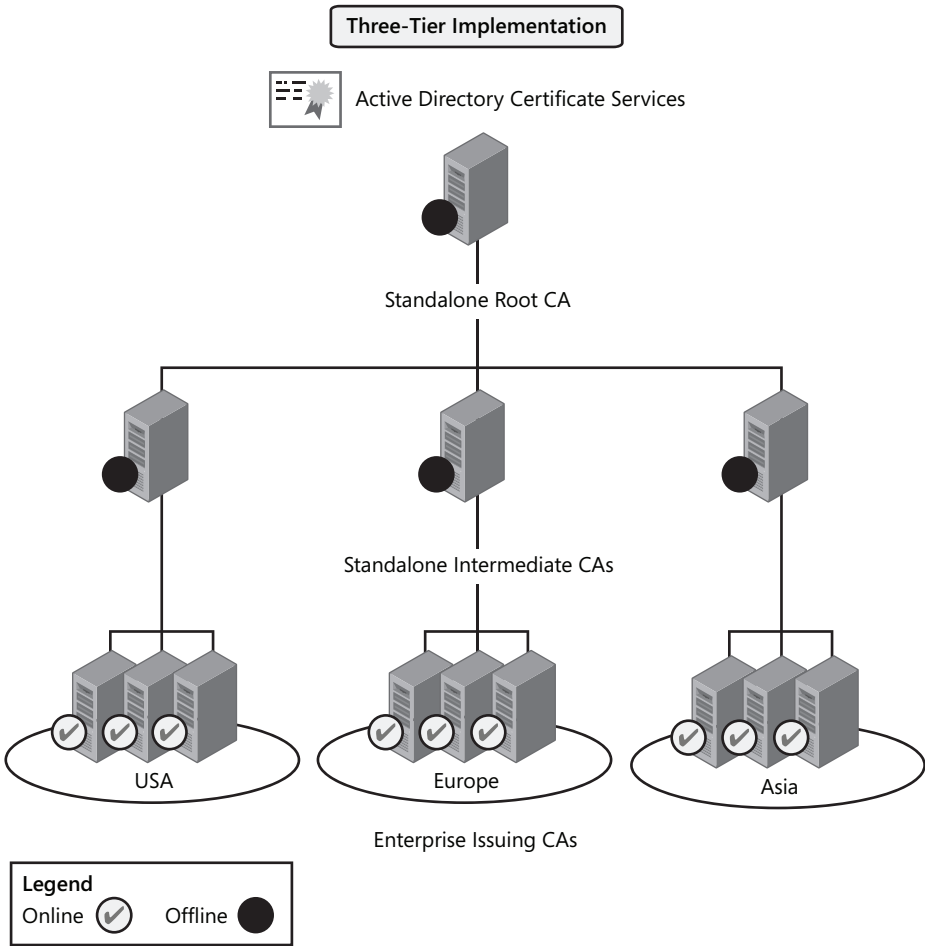 Three-Tier Implementation
Active Directory Certificate Services
Standalone Root CA
Standalone Intermediate CAs
USA
Europe
Asia
Enterprise Issuing CAs
Legend
Online
Offline